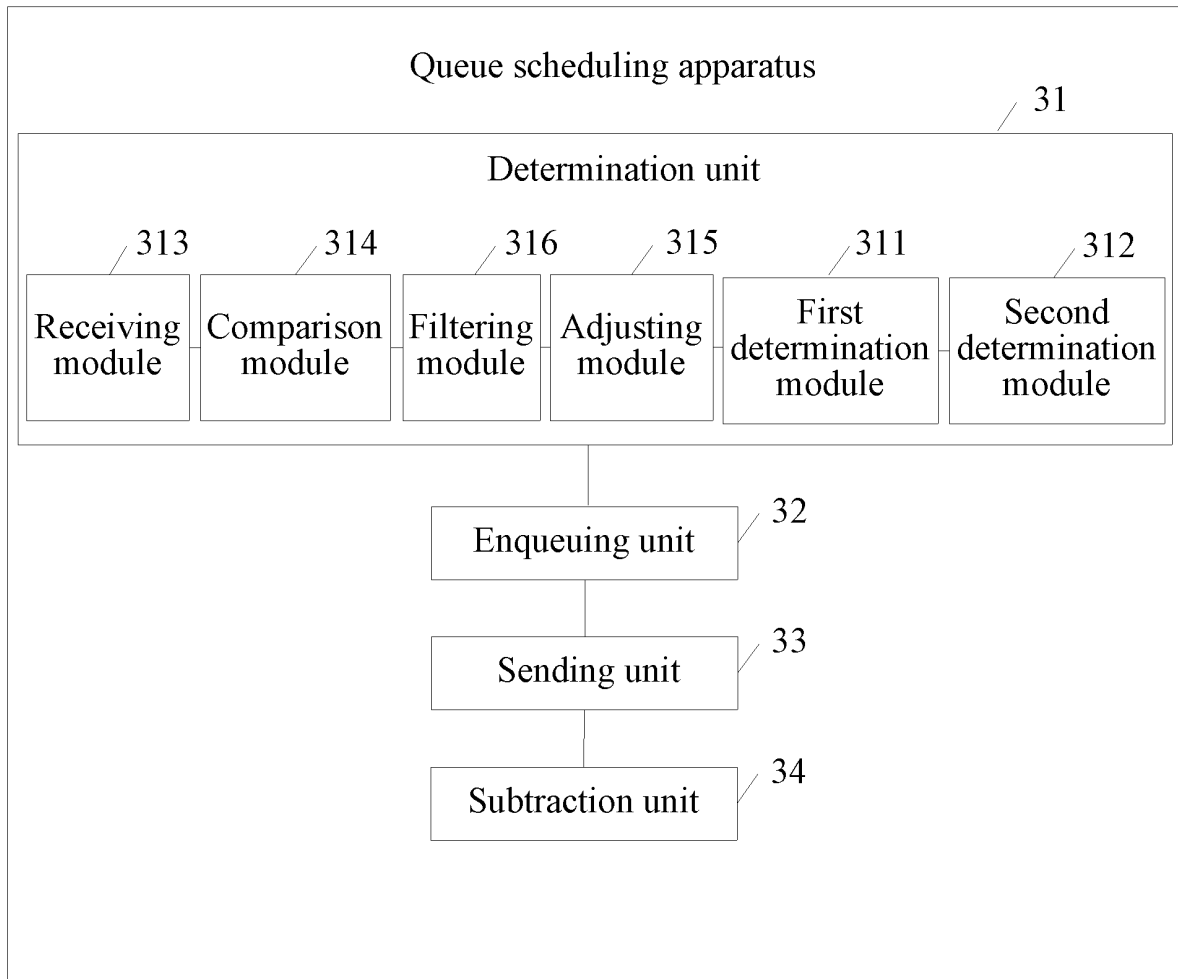 Queue scheduling apparatus
31
Determination unit
313
314
316
315
311
312
Receiving
module
Comparison
module
Filtering
module
Adjusting
module
First
determination
module
Second
determination
module
32
Enqueuing unit
33
Sending unit
34
Subtraction unit